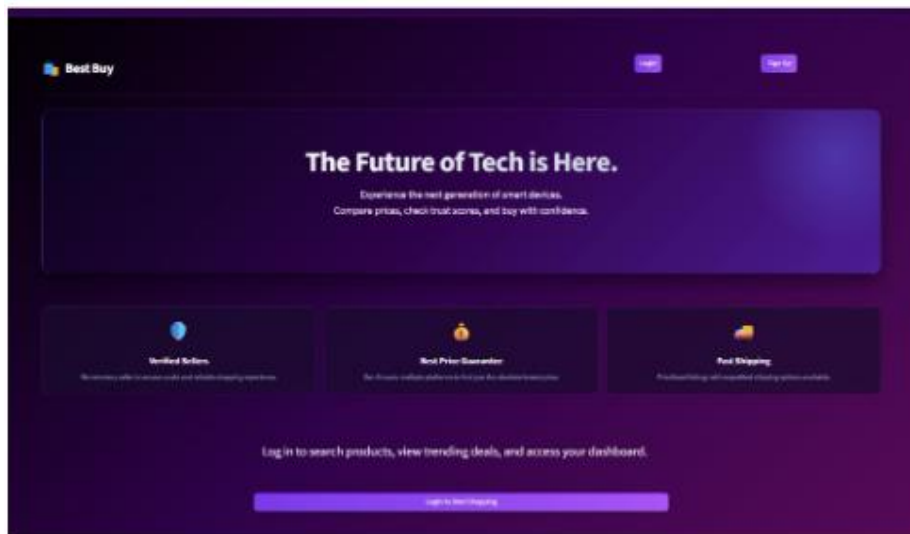 Best Buy
Login
Sign Up
The Future of Tech is Here.
Experience the next generation of smart devices.
Compare prices, check trust scores, and buy with confidence.
Verified Sellers
Best Price Guarantee
Fast Shipping
Log in to search products, view trending deals, and access your dashboard.
Login to Start Shopping